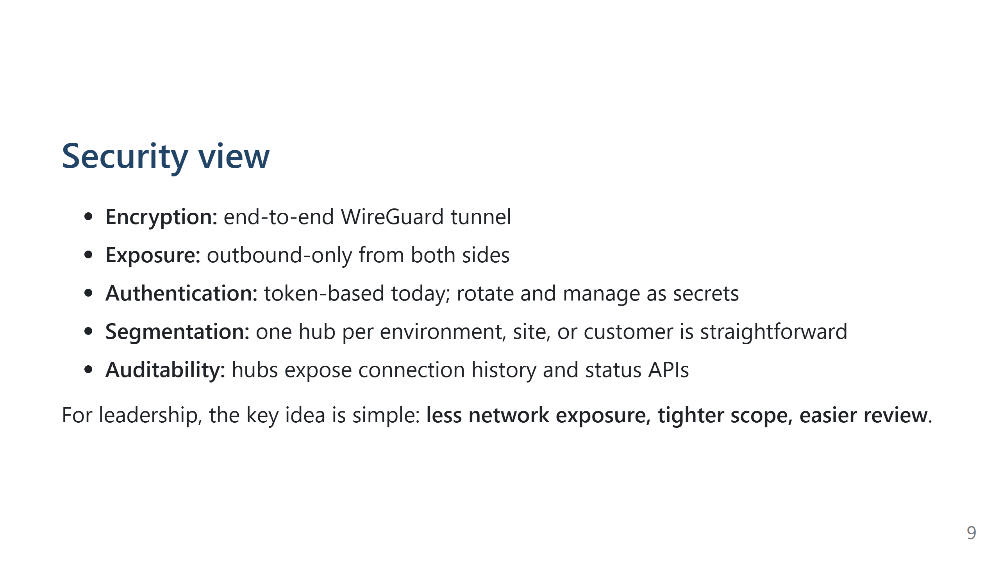 Security view
• Encryption: end-to-end WireGuard tunnel
• Exposure: outbound-only from both sides
• Authentication: token-based today; rotate and manage as secrets
• Segmentation: one hub per environment, site, or customer is straightforward
• Auditability: hubs expose connection history and status APIs
For leadership, the key idea is simple: less network exposure, tighter scope, easier review.
9